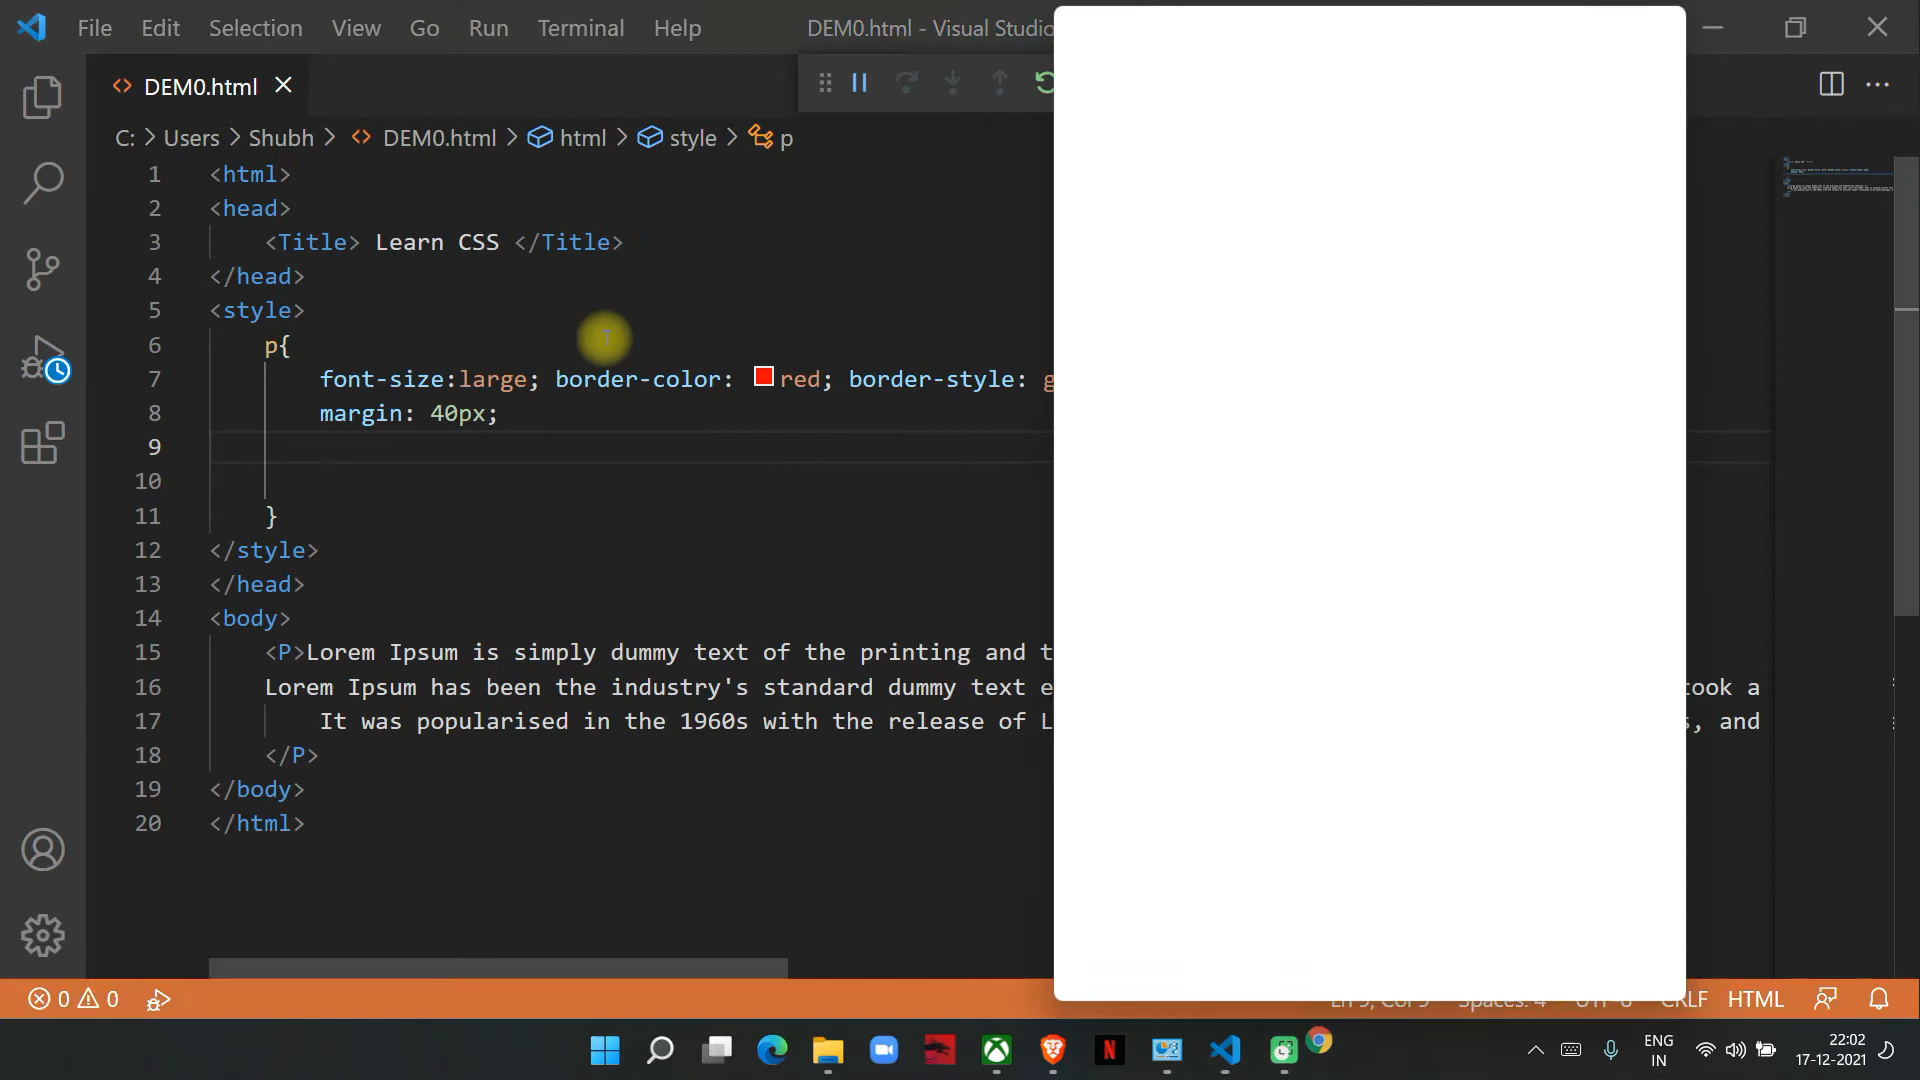 File Edit Selection View Go Run Terminal Help DEM0.html - Visual Studio
DEM0.html
C: > Users > Shubh > DEM0.html > html > style > p
1 <html>
2 <head>
3 <Title> Learn CSS </Title>
4 </head>
5 <style>
6 p{
7 font-size:large; border-color: red; border-style: g
8 margin: 40px;
9
10
11 }
12 </style>
13 </head>
14 <body>
15 <P>Lorem Ipsum is simply dummy text of the printing and t
16 Lorem Ipsum has been the industry's standard dummy text e took a
17 It was popularised in the 1960s with the release of L s, and
18 </P>
19 </body>
20 </html>
0 0 CRLF HTML
N
ENG
IN
22:02
17-12-2021